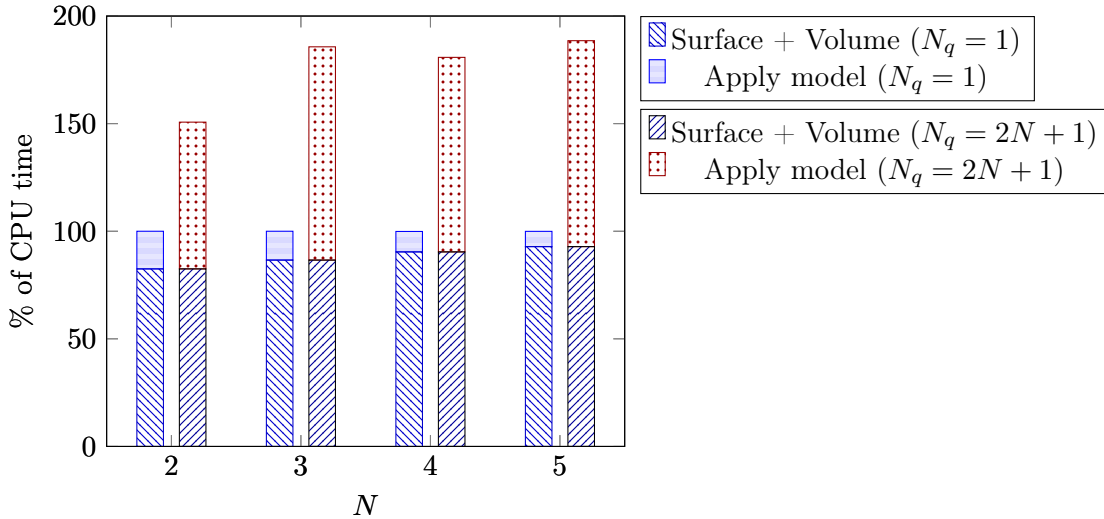 200
150
100
50
0
% of CPU time
2 3 4 5
N
Surface + Volume (N_q = 1)
Apply model (N_q = 1)
Surface + Volume (N_q = 2N + 1)
Apply model (N_q = 2N + 1)